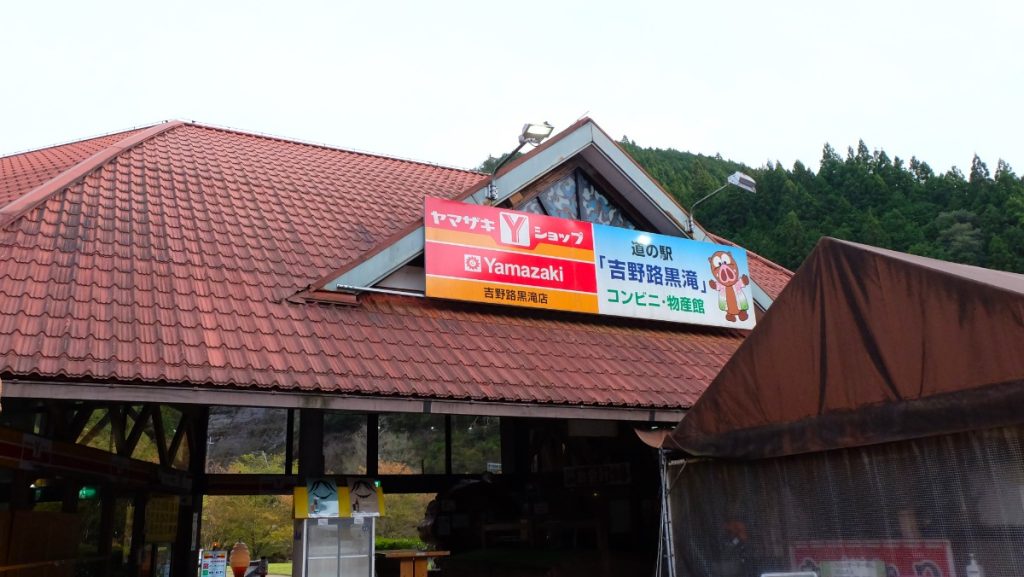 ヤマザキ Y ショップ
Yamazaki
吉野路黒滝店
道の駅
「吉野路黒滝」
コンビニ・物産館